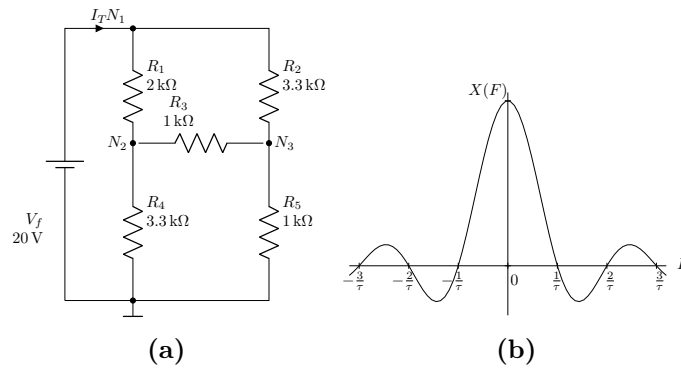 I_T N_1
R_1
2 kΩ
R_2
3.3 kΩ
R_3
1 kΩ
N_2
N_3
R_4
3.3 kΩ
R_5
1 kΩ
V_f
20 V
(a)
X(F)
−3/τ −2/τ −1/τ 0 1/τ 2/τ 3/τ
(b)